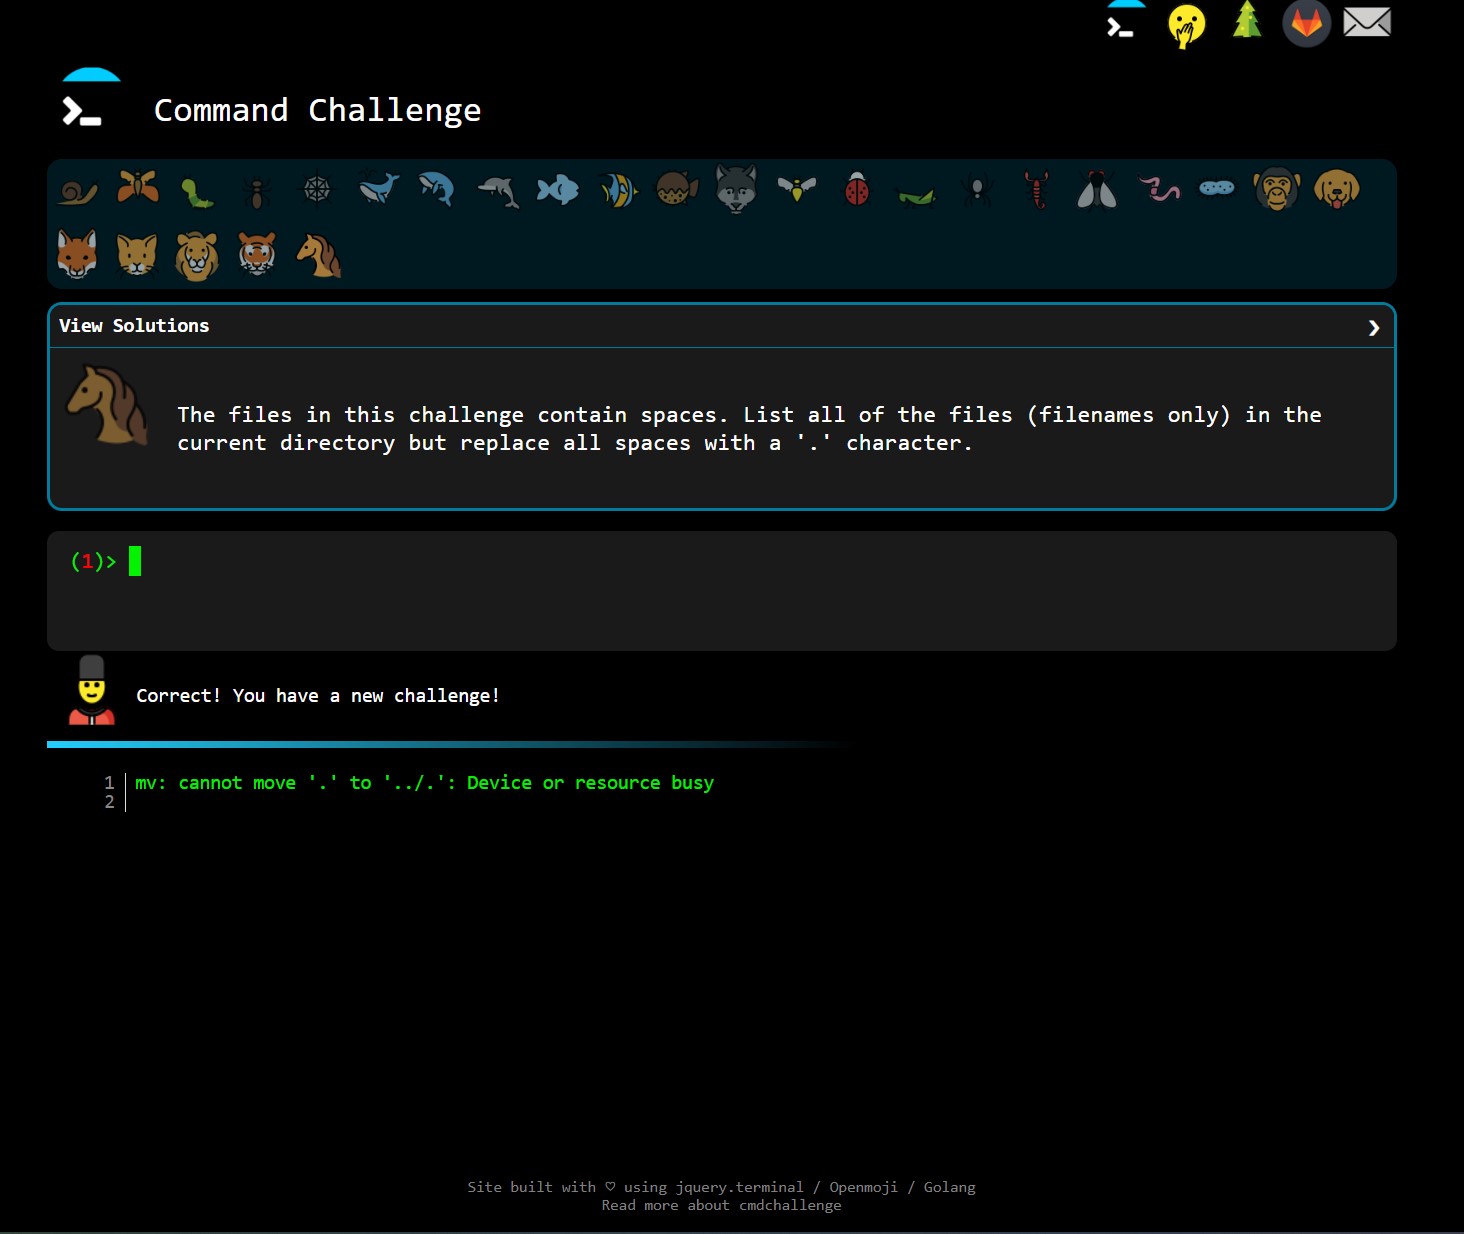 Command Challenge
View Solutions
The files in this challenge contain spaces. List all of the files (filenames only) in the
current directory but replace all spaces with a '.' character.
(1)>
Correct! You have a new challenge!
1 mv: cannot move '.' to '../.': Device or resource busy
2
Site built with ♡ using jquery.terminal / Openmoji / Golang
Read more about cmdchallenge